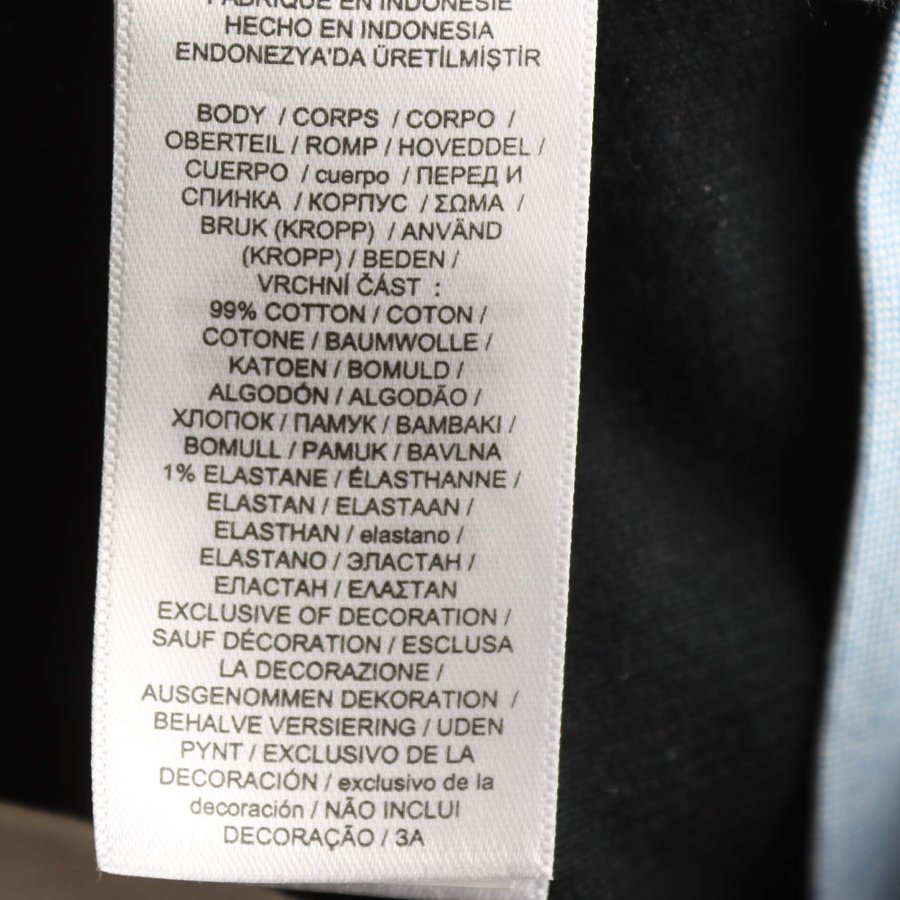 FABRIQUÉ EN INDONÉSIE
HECHO EN INDONESIA
ENDONEZYA'DA ÜRETİLMİŞTİR
BODY / CORPS / CORPO /
OBERTEIL / ROMP / HOVEDDEL /
CUERPO / cuerpo / ПЕРЕД И
СПИНКА / КОРПУС / ΣΩΜΑ /
BRUK (KROPP) / ANVÄND
(KROPP) / BEDEN /
VRCHNÍ ČÁST :
99% COTTON / COTON /
COTONE / BAUMWOLLE /
KATOEN / BOMULD /
ALGODÓN / ALGODÃO /
ХЛОПОК / ПАМУК / BAMBAKI /
BOMULL / PAMUK / BAVLNA
1% ELASTANE / ÉLASTHANNE /
ELASTAN / ELASTAAN /
ELASTHAN / elastano /
ELASTANO / ЭЛАСТАН /
ЕЛАСТАН / ΕΛΑΣΤΑΝ
EXCLUSIVE OF DECORATION /
SAUF DÉCORATION / ESCLUSA
LA DECORAZIONE /
AUSGENOMMEN DEKORATION /
BEHALVE VERSIERING / UDEN
PYNT / EXCLUSIVO DE LA
DECORACIÓN / exclusivo de la
decoración / NÃO INCLUI
DECORAÇÃO / 3A